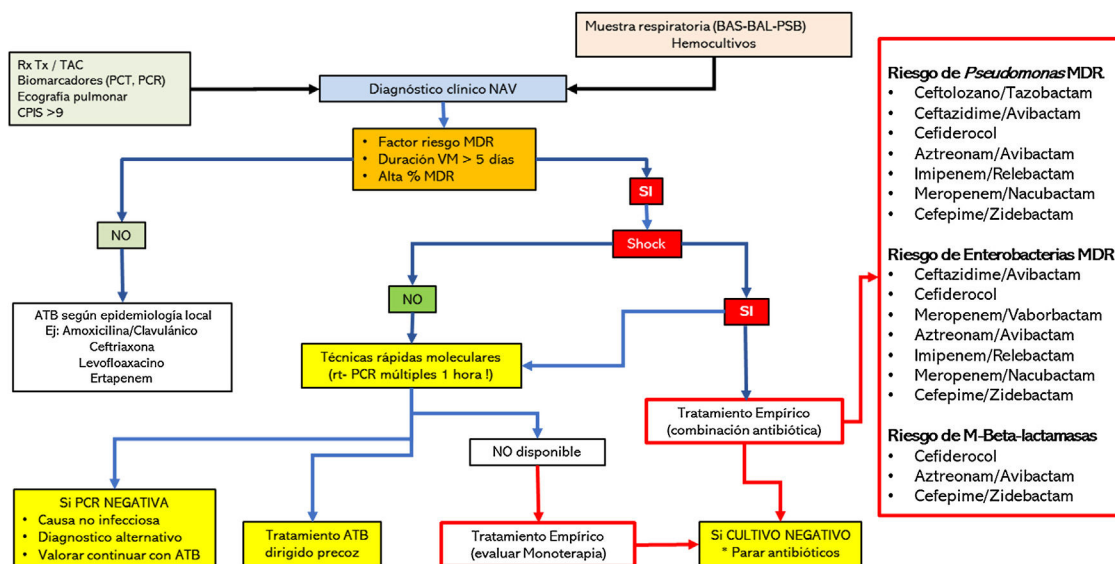 Muestra respiratoria (BAS-BAL-PSB)
Hemocultivos
Rx Tx / TAC
Biomarcadores (PCT, PCR)
Ecografía pulmonar
CPIS >9
Diagnóstico clínico NAV
• Factor riesgo MDR
• Duración VM > 5 días
• Alta % MDR
SI
NO
Shock
NO
SI
ATB según epidemiología local
Ej: Amoxicilina/Clavulánico
Ceftriaxona
Levofloaxacino
Ertapenem
Técnicas rápidas moleculares
(rt- PCR múltiples 1 hora !)
Tratamiento Empírico
(combinación antibiótica)
NO disponible
Si PCR NEGATIVA
• Causa no infecciosa
• Diagnostico alternativo
• Valorar continuar con ATB
Tratamiento ATB
dirigido precoz
Tratamiento Empírico
(evaluar Monoterapia)
Si CULTIVO NEGATIVO
* Parar antibióticos
Riesgo de Pseudomonas MDR.
• Ceftolozano/Tazobactam
• Ceftazidime/Avibactam
• Cefiderocol
• Aztreonam/Avibactam
• Imipenem/Relebactam
• Meropenem/Nacubactam
• Cefepime/Zidebactam
Riesgo de Enterobacterias MDR
• Ceftazidime/Avibactam
• Cefiderocol
• Meropenem/Vaborbactam
• Aztreonam/Avibactam
• Imipenem/Relebactam
• Meropenem/Nacubactam
• Cefepime/Zidebactam
Riesgo de M-Beta-lactamasas
• Cefiderocol
• Aztreonam/Avibactam
• Cefepime/Zidebactam